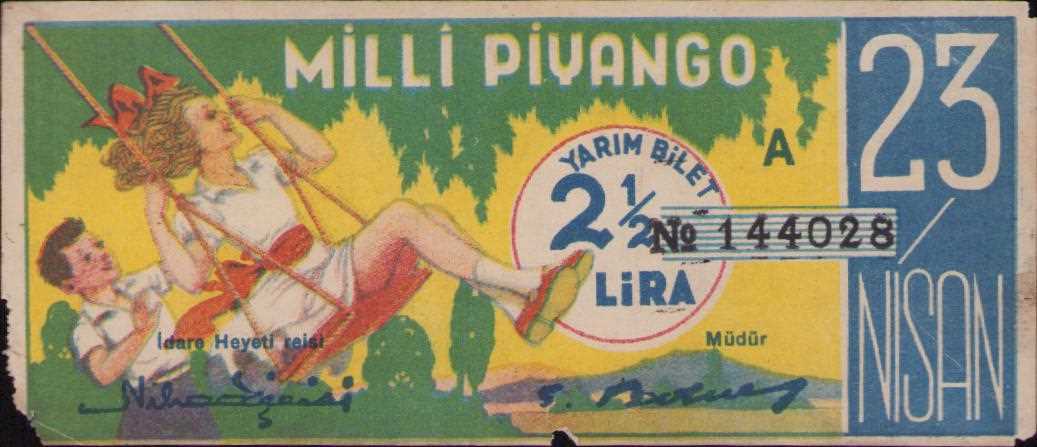 MİLLÎ PİYANGO
A
YARIM BİLET
2 ½
LİRA
№ 144028
23
NİSAN
İdare Heyeti reisi
Müdür